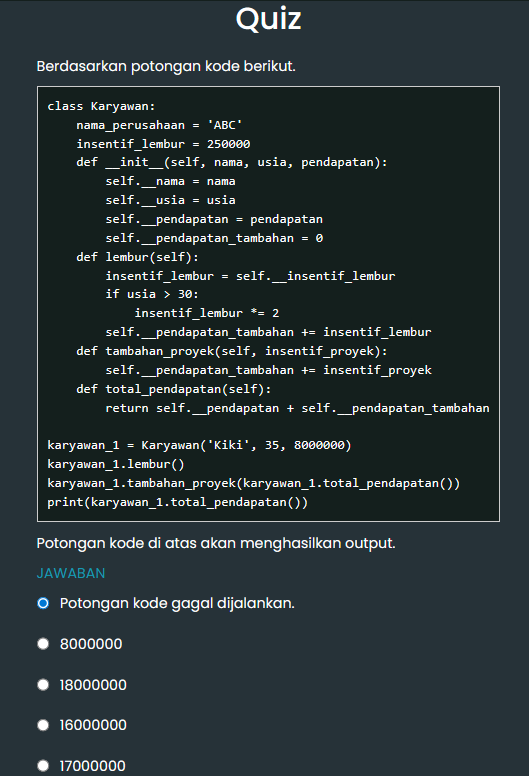 Quiz
Berdasarkan potongan kode berikut.
class Karyawan:
    nama_perusahaan = 'ABC'
    insentif_lembur = 250000
    def __init__(self, nama, usia, pendapatan):
        self.__nama = nama
        self.__usia = usia
        self.__pendapatan = pendapatan
        self.__pendapatan_tambahan = 0
    def lembur(self):
        insentif_lembur = self.__insentif_lembur
        if usia > 30:
            insentif_lembur *= 2
        self.__pendapatan_tambahan += insentif_lembur
    def tambahan_proyek(self, insentif_proyek):
        self.__pendapatan_tambahan += insentif_proyek
    def total_pendapatan(self):
        return self.__pendapatan + self.__pendapatan_tambahan
karyawan_1 = Karyawan('Kiki', 35, 8000000)
karyawan_1.lembur()
karyawan_1.tambahan_proyek(karyawan_1.total_pendapatan())
print(karyawan_1.total_pendapatan())
Potongan kode di atas akan menghasilkan output.
JAWABAN
Potongan kode gagal dijalankan.
8000000
18000000
16000000
17000000